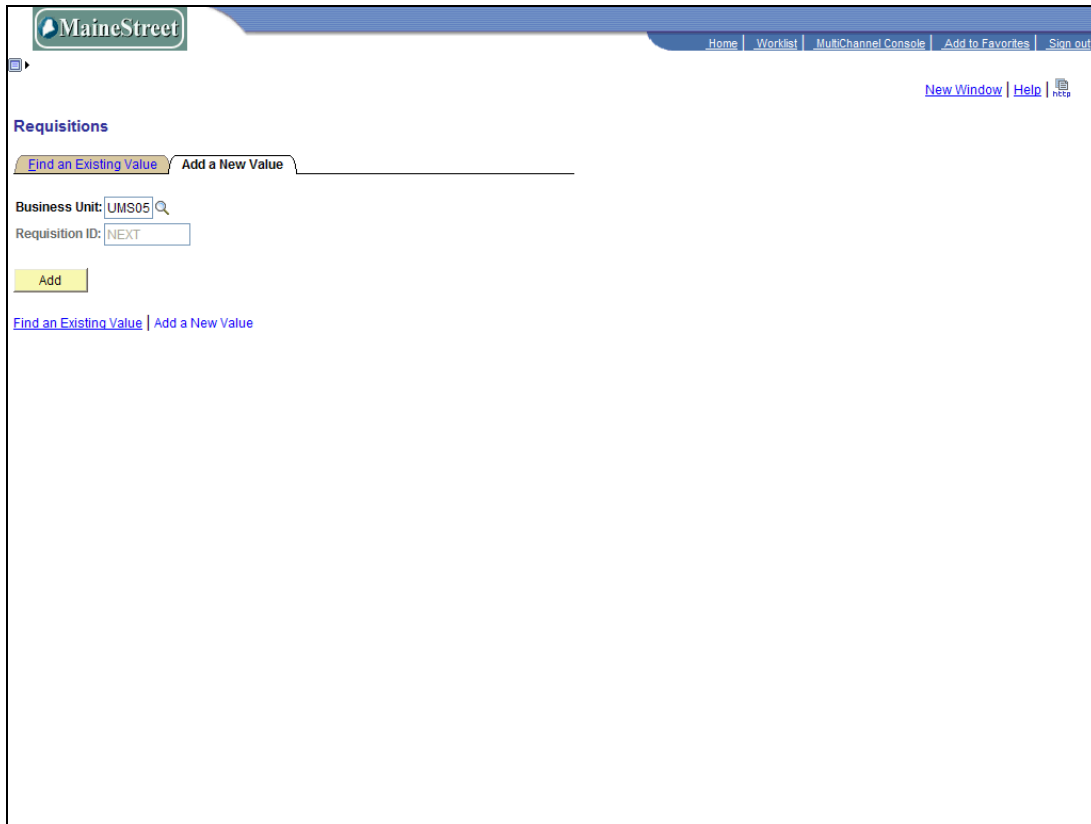 MaineStreet
Home | Worklist | MultiChannel Console | Add to Favorites | Sign out
New Window | Help | http
Requisitions
Find an Existing Value Add a New Value
Business Unit: UMS05
Requisition ID: NEXT
Add
Find an Existing Value | Add a New Value